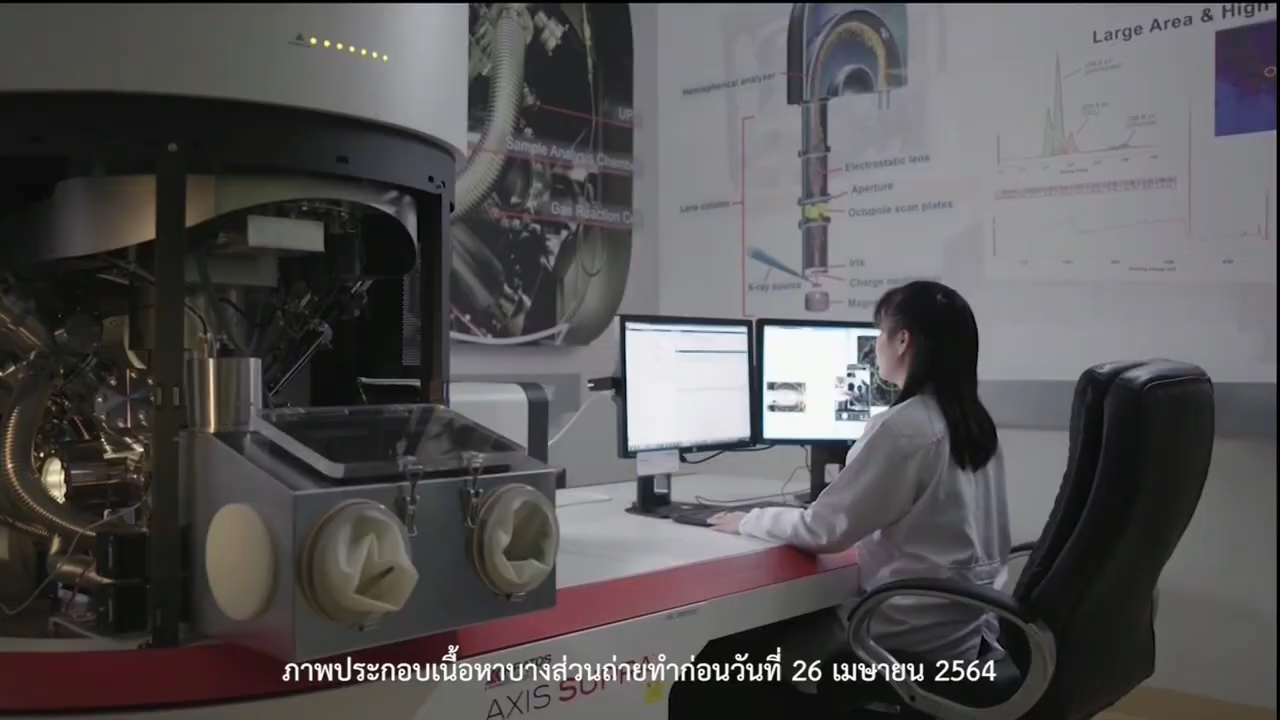 Large Area & High
Hemispherical analyser
UP
Sample Analysis Chamb
Gas Reaction C
Electrostatic lens
Aperture
Lens column
Octupole scan plates
Iris
X-ray source
Charge
Magn
ภาพประกอบเนื้อหาบางส่วนถ่ายทำก่อนวันที่ 26 เมษายน 2564
AXIS SUPRA